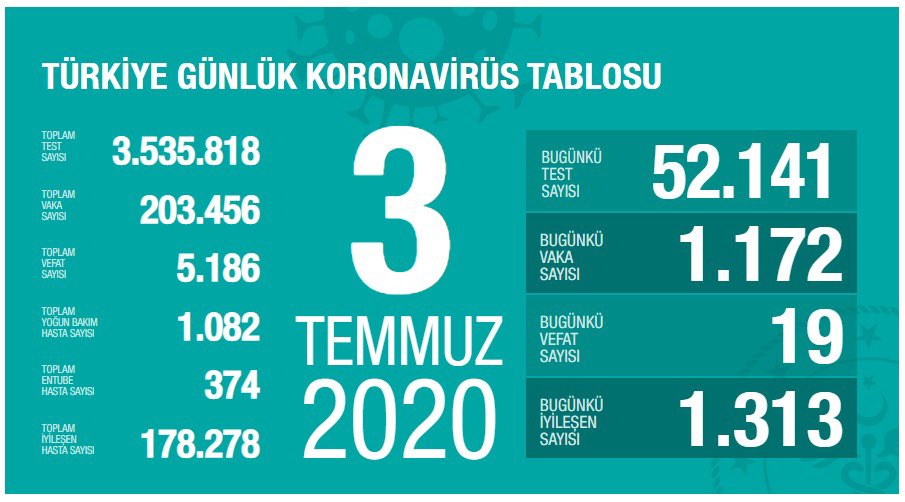 TÜRKİYE GÜNLÜK KORONAVİRÜS TABLOSU
TOPLAM
TEST
SAYISI
3.535.818
TOPLAM
VAKA
SAYISI
203.456
TOPLAM
VEFAT
SAYISI
5.186
TOPLAM
YOĞUN BAKIM
HASTA SAYISI
1.082
TOPLAM
ENTUBE
HASTA SAYISI
374
TOPLAM
İYİLEŞEN
HASTA SAYISI
178.278
3
TEMMUZ
2020
BUGÜNKÜ
TEST
SAYISI
52.141
BUGÜNKÜ
VAKA
SAYISI
1.172
BUGÜNKÜ
VEFAT
SAYISI
19
BUGÜNKÜ
İYİLEŞEN
SAYISI
1.313